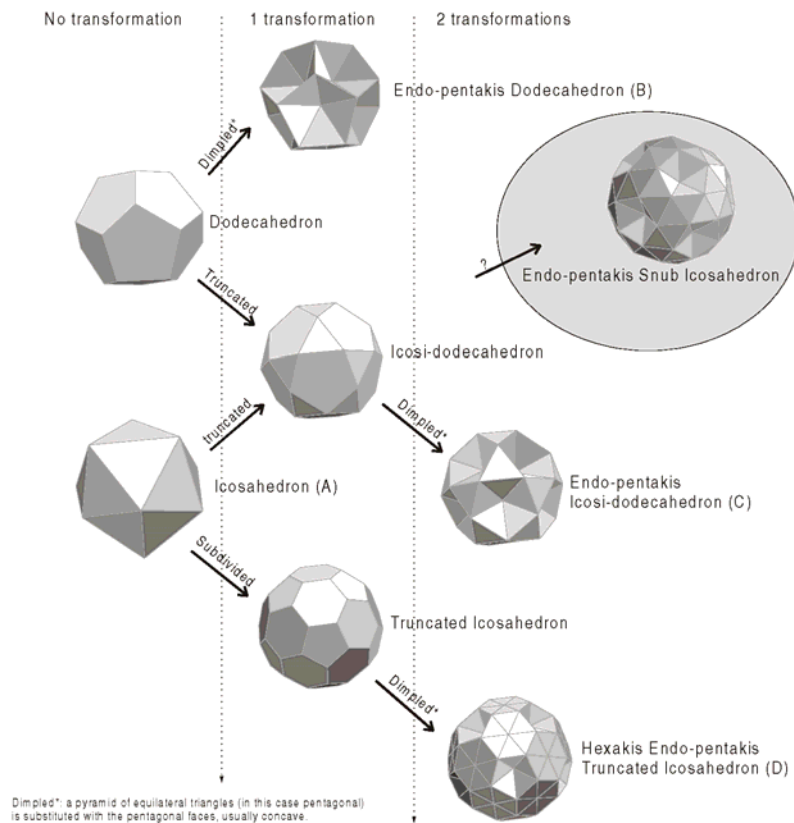 No transformation
1 transformation
2 transformations
Endo-pentakis Dodecahedron (B)
Dimpled*
Dodecahedron
?
Endo-pentakis Snub Icosahedron
Truncated
Icosi-dodecahedron
truncated
Dimpled*
Icosahedron (A)
Endo-pentakis
Icosi-dodecahedron (C)
Subdivided
Truncated Icosahedron
Dimpled*
Hexakis Endo-pentakis
Truncated Icosahedron (D)
Dimpled*: a pyramid of equilateral triangles (in this case pentagonal)
is substituted with the pentagonal faces, usually concave.